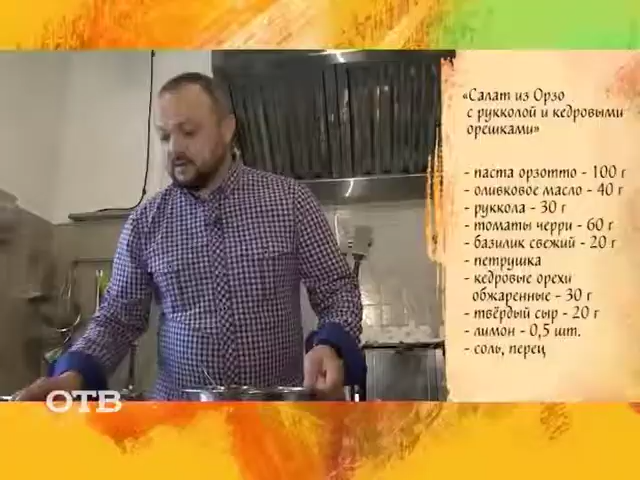 «Салат из Орзо
с рукколой и кедровыми
орешками»
- паста орзотто - 100 г
- оливковое масло - 40 г
- руккола - 30 г
- томаты черри - 60 г
- базилик свежий - 20 г
- петрушка
- кедровые орехи
обжаренные - 30 г
- твёрдый сыр - 20 г
- лимон - 0,5 шт.
- соль, перец
ОТВ